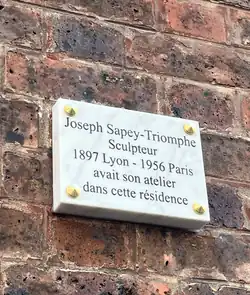 Joseph Sapey-Triomphe
Sculpteur
1897 Lyon - 1956 Paris
avait son atelier
dans cette résidence